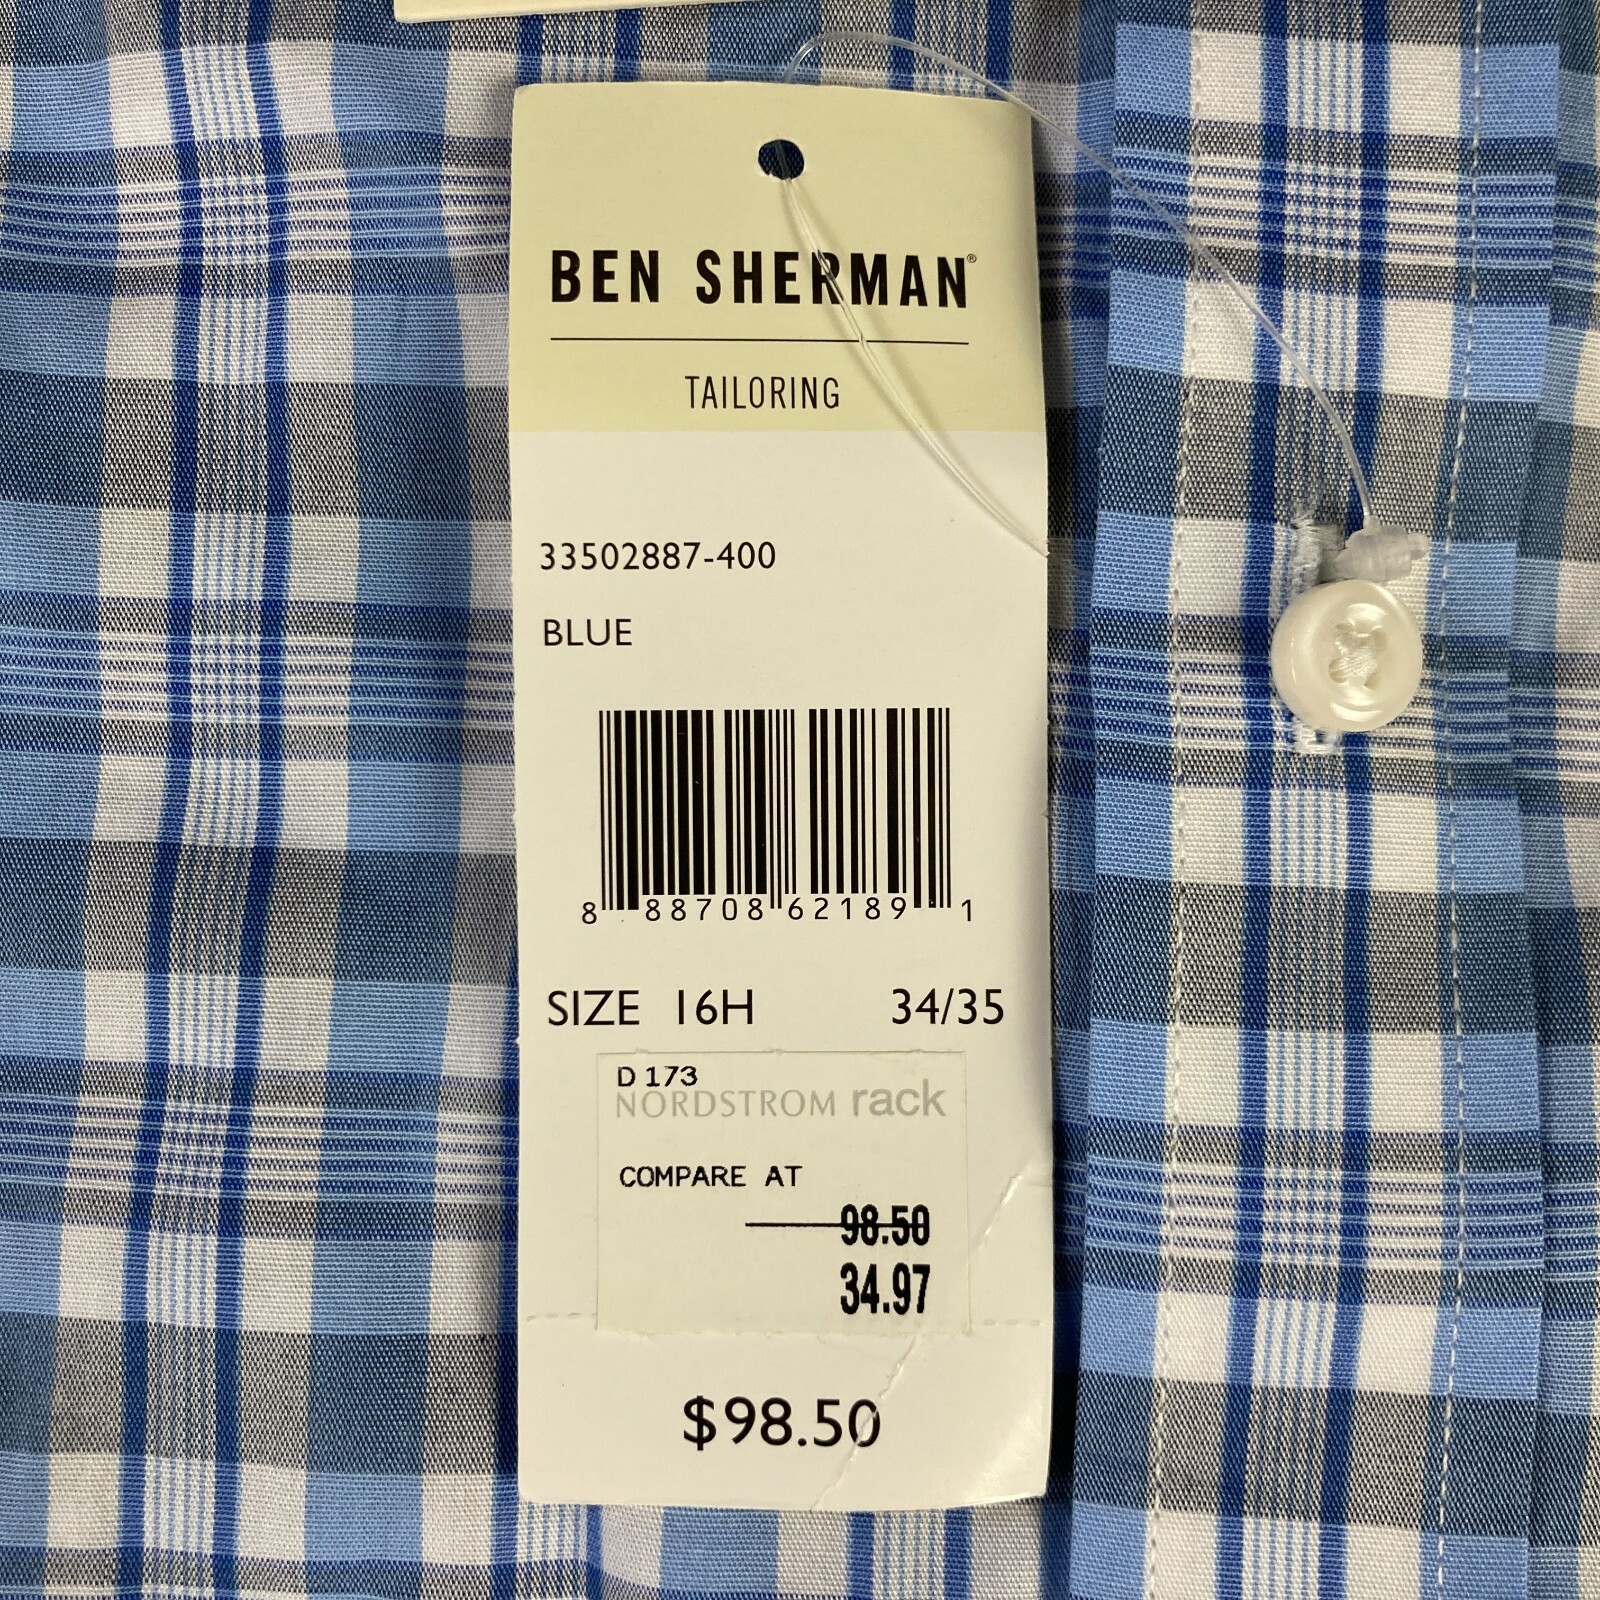 BEN SHERMAN®
TAILORING
33502887-400
BLUE
8 88708 62189 1
SIZE 16H 34/35
D 173
NORDSTROM rack
COMPARE AT
98.50
34.97
$98.50